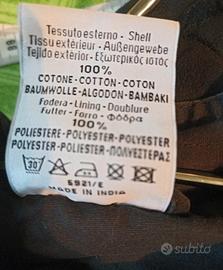 Tessuto esterno - Shell
Tissu extérieur - Außengewebe
Tejido exterior - Εξωτερικός ιστός
100%
COTONE-COTTON-COTON
BAUMWOLLE-ALGODON-BAMBAKI
Fodera-Lining-Doublure
Futter-Forro-Φόδρα
100%
POLIESTERE-POLYESTER-POLYESTER
POLIESTER-POLYESTER-ΠΟΛΥΕΣΤΕΡΑΣ
30
5921/E
MADE IN INDIA
subito